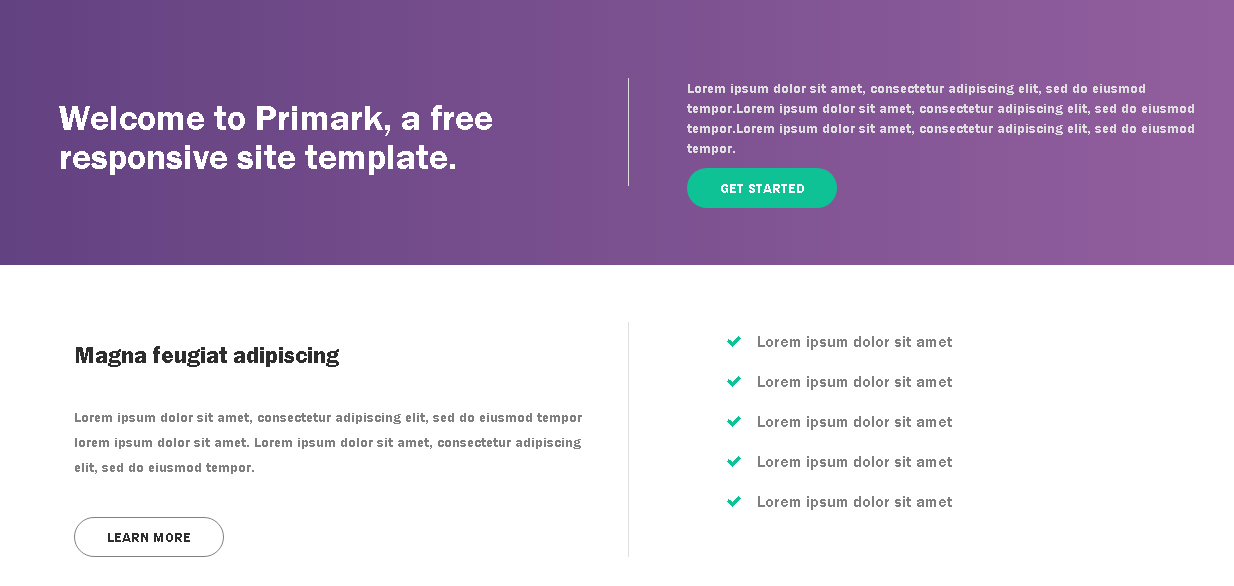 Welcome to Primark, a free
responsive site template.
Lorem ipsum dolor sit amet, consectetur adipiscing elit, sed do eiusmod
tempor.Lorem ipsum dolor sit amet, consectetur adipiscing elit, sed do eiusmod
tempor.Lorem ipsum dolor sit amet, consectetur adipiscing elit, sed do eiusmod
tempor.
GET STARTED
Magna feugiat adipiscing
Lorem ipsum dolor sit amet, consectetur adipiscing elit, sed do eiusmod tempor
lorem ipsum dolor sit amet. Lorem ipsum dolor sit amet, consectetur adipiscing
elit, sed do eiusmod tempor.
LEARN MORE
Lorem ipsum dolor sit amet
Lorem ipsum dolor sit amet
Lorem ipsum dolor sit amet
Lorem ipsum dolor sit amet
Lorem ipsum dolor sit amet